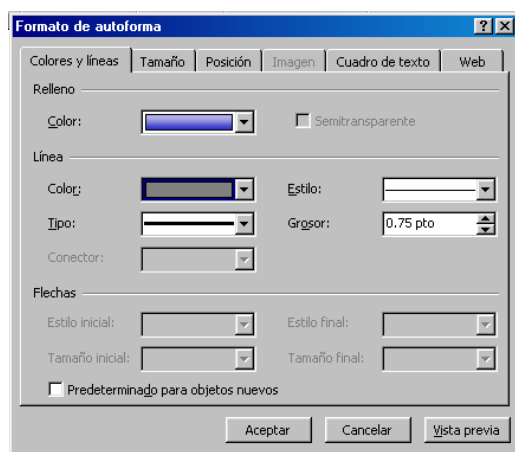 Formato de autoforma
Colores y líneas Tamaño Posición Imagen Cuadro de texto Web
Relleno
Color: Semitransparente
Línea
Color: Estilo:
Tipo: Grosor: 0.75 pto
Conector:
Flechas
Estilo inicial: Estilo final:
Tamaño inicial: Tamaño final:
Predeterminado para objetos nuevos
Aceptar Cancelar Vista previa